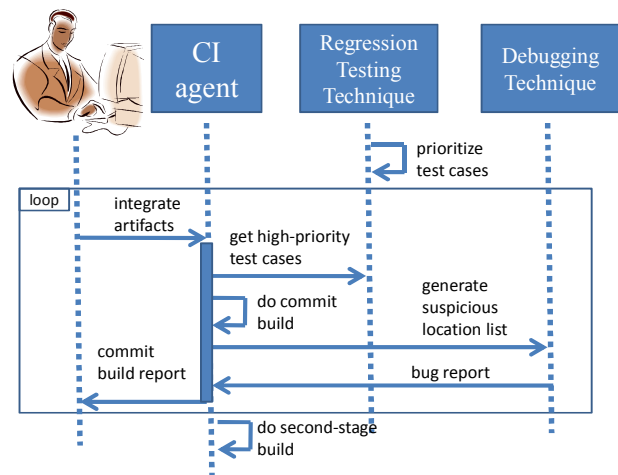 CI
agent
Regression
Testing
Technique
Debugging
Technique
prioritize
test cases
loop
integrate
artifacts
get high-priority
test cases
do commit
build
generate
suspicious
location list
commit
build report
bug report
do second-stage
build